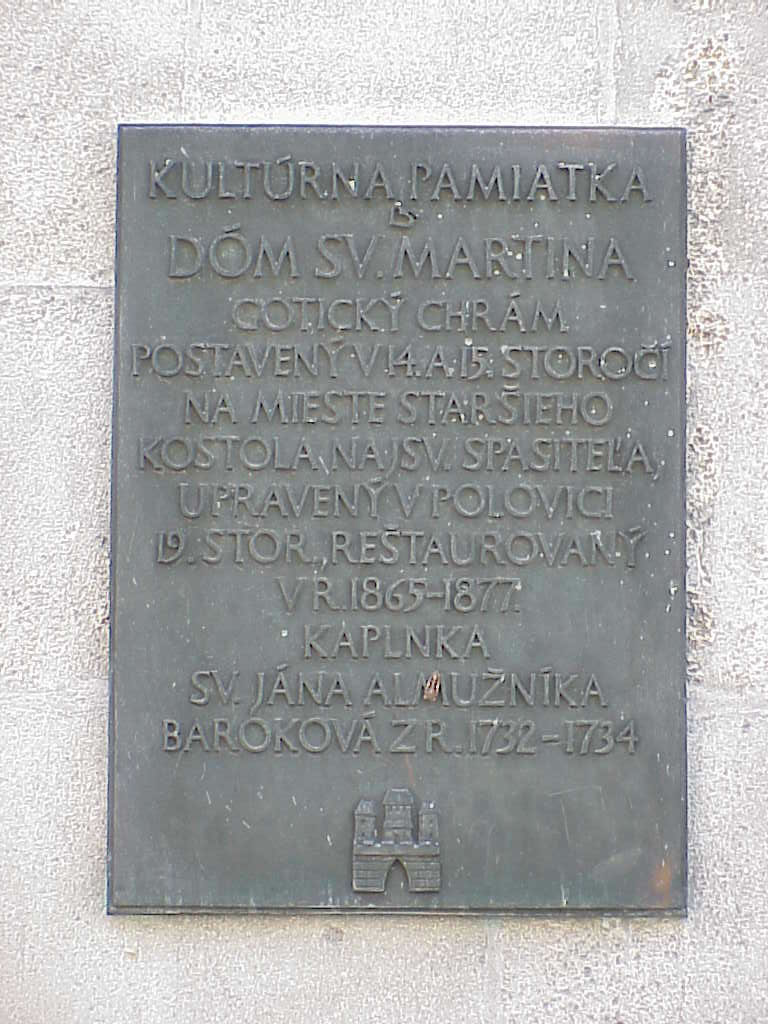 KULTÚRNA PAMIATKA
DÓM SV. MARTINA
GOTICKÝ CHRÁM
POSTAVENÝ V 14. A 15. STOROČÍ
NA MIESTE STARŠIEHO
KOSTOLA NAJSV. SPASITEĽA,
UPRAVENÝ V POLOVICI
19. STOR., REŠTAUROVANÝ
V R. 1865-1877.
KAPLNKA
SV. JÁNA ALMUŽNÍKA
BAROKOVÁ Z R. 1732-1734